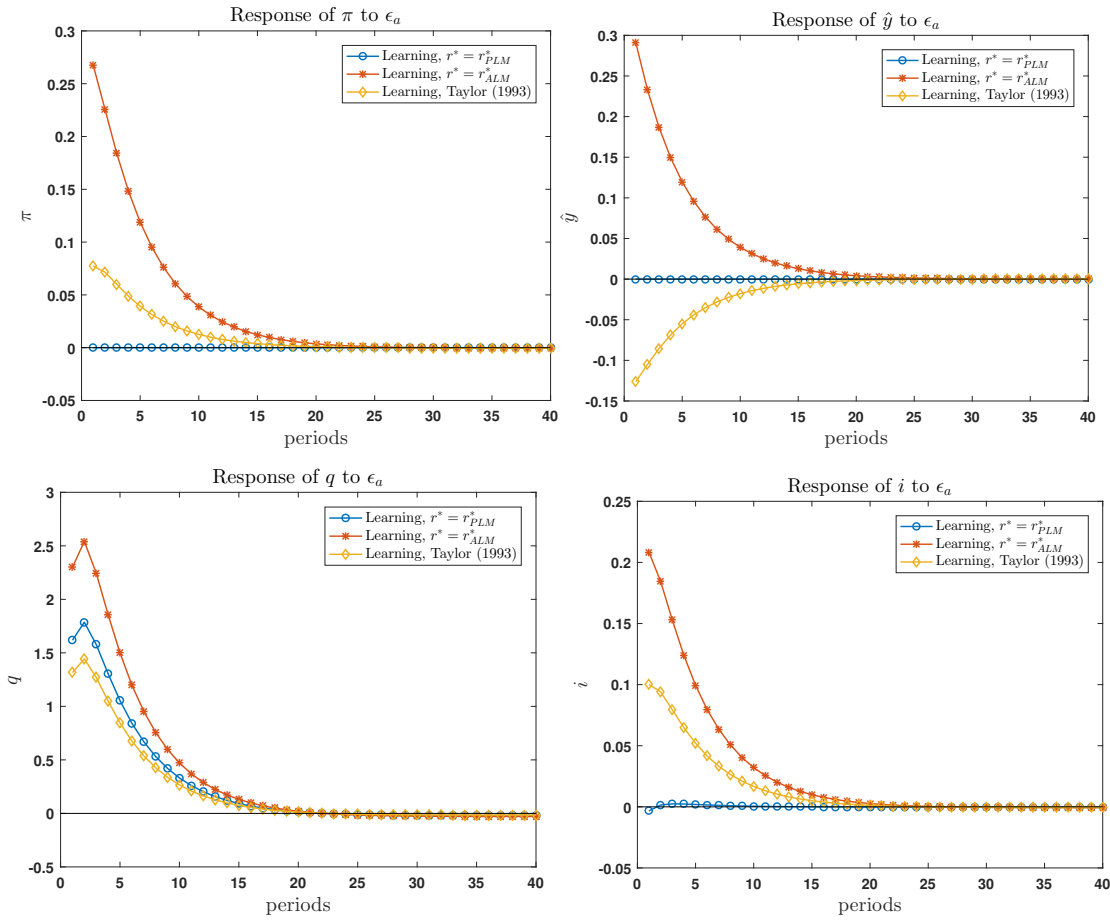 Response of π to ϵ_a
0.3
0.25
0.2
0.15
0.1
0.05
0
-0.05
π
0 5 10 15 20 25 30 35 40
periods
Learning, r* = r*_PLM
Learning, r* = r*_ALM
Learning, Taylor (1993)
Response of ŷ to ϵ_a
0.3
0.25
0.2
0.15
0.1
0.05
0
-0.05
-0.1
-0.15
ŷ
0 5 10 15 20 25 30 35 40
periods
Learning, r* = r*_PLM
Learning, r* = r*_ALM
Learning, Taylor (1993)
Response of q to ϵ_a
3
2.5
2
1.5
1
0.5
0
-0.5
q
0 5 10 15 20 25 30 35 40
periods
Learning, r* = r*_PLM
Learning, r* = r*_ALM
Learning, Taylor (1993)
Response of i to ϵ_a
0.25
0.2
0.15
0.1
0.05
0
-0.05
i
0 5 10 15 20 25 30 35 40
periods
Learning, r* = r*_PLM
Learning, r* = r*_ALM
Learning, Taylor (1993)